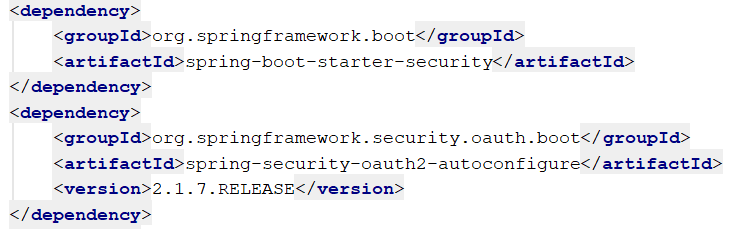 <dependency>
    <groupId>org.springframework.boot</groupId>
    <artifactId>spring-boot-starter-security</artifactId>
</dependency>
<dependency>
    <groupId>org.springframework.security.oauth.boot</groupId>
    <artifactId>spring-security-oauth2-autoconfigure</artifactId>
    <version>2.1.7.RELEASE</version>
</dependency>